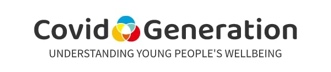 Covid Generation
UNDERSTANDING YOUNG PEOPLE'S WELLBEING